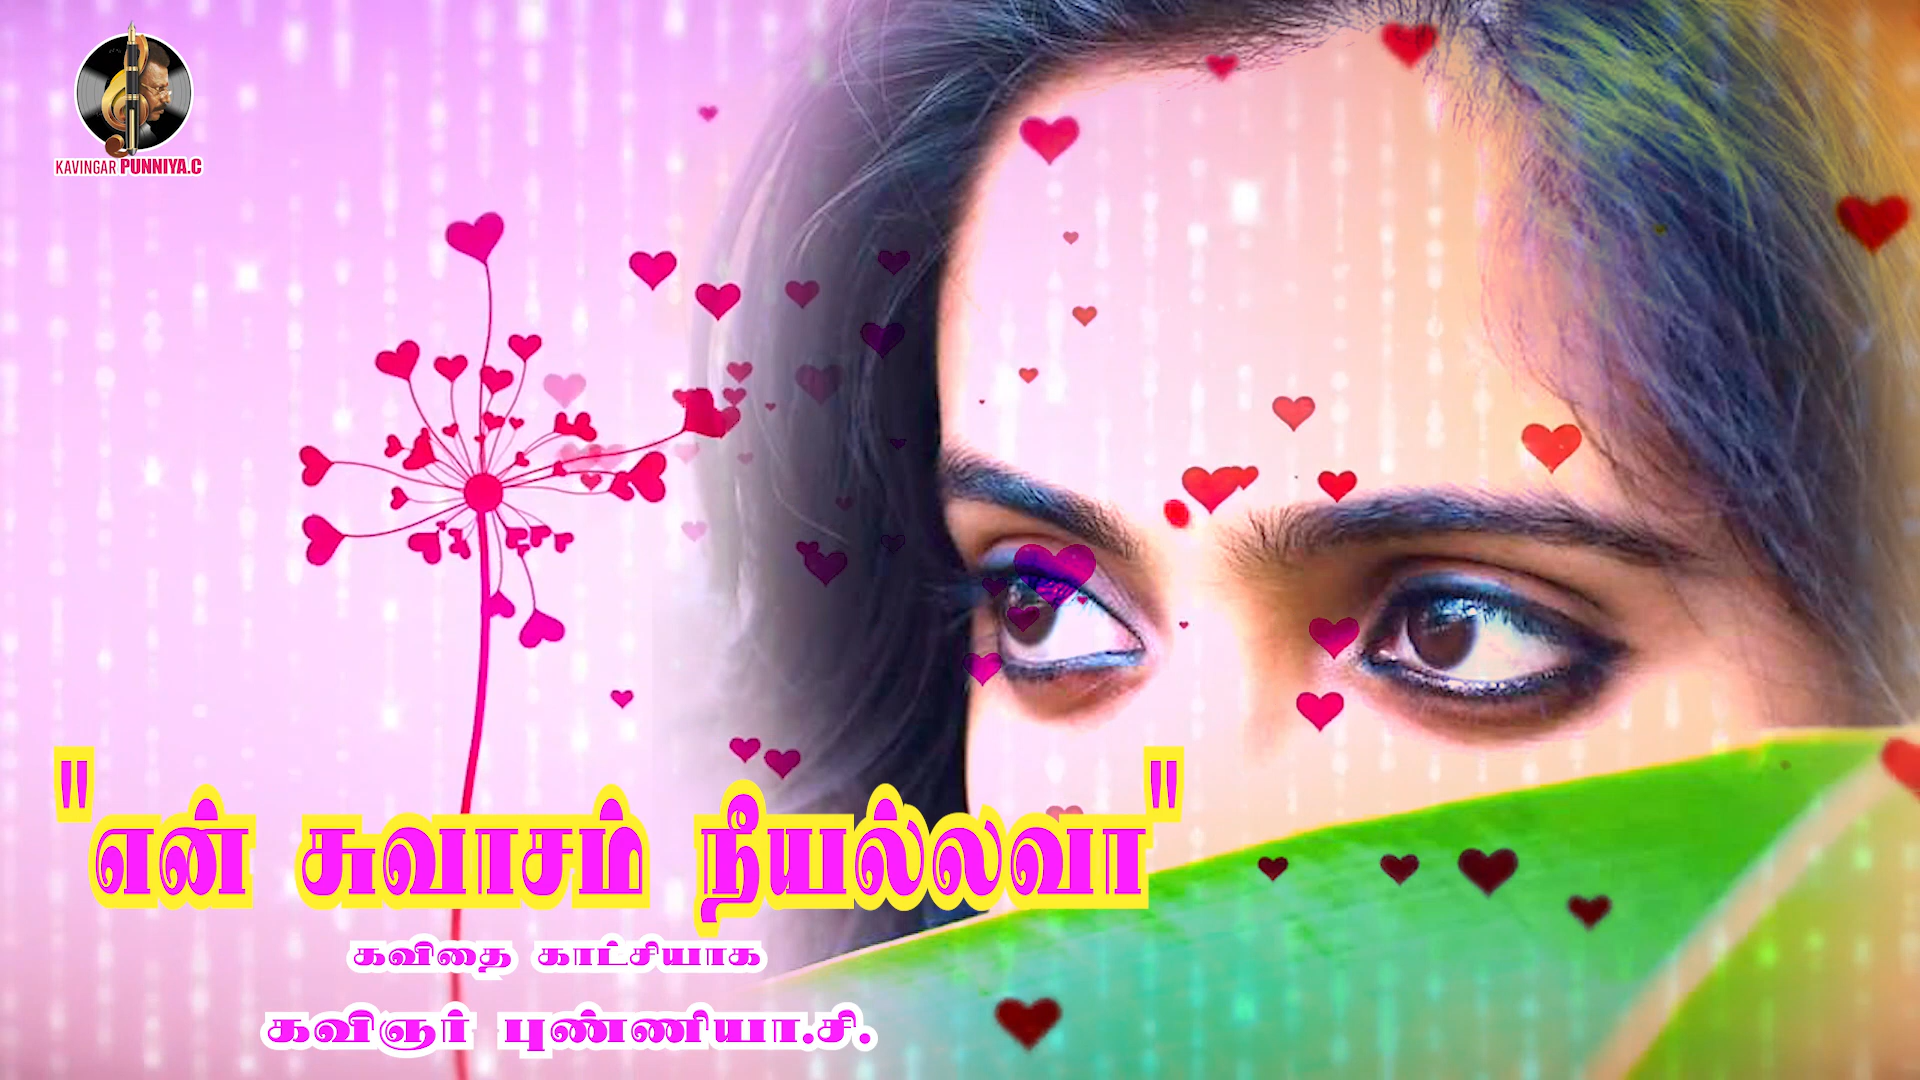 KAVINGAR PUNNIYA.C
"என் சுவாசம் நீயல்லவா"
கவிதை காட்சியாக
கவிஞர் புண்ணியா.சி.